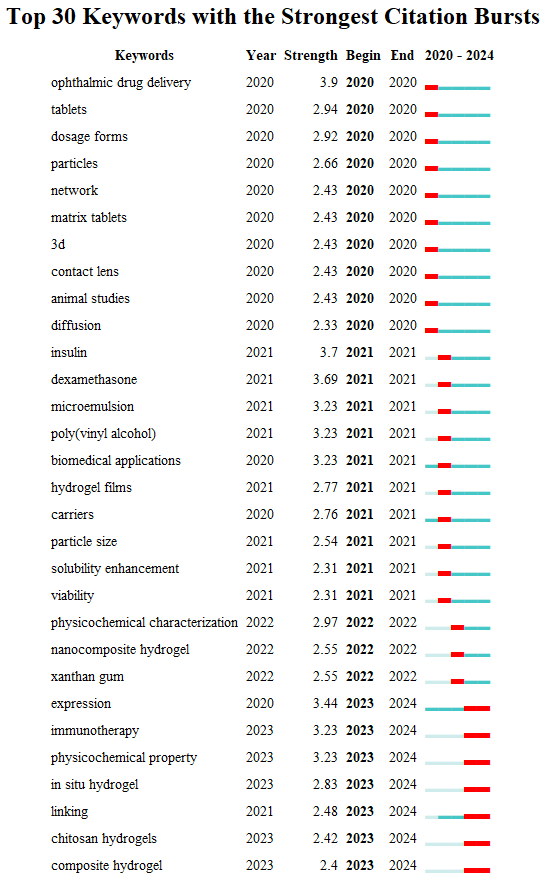 Top 30 Keywords with the Strongest Citation Bursts
Keywords Year Strength Begin End 2020 - 2024
ophthalmic drug delivery 2020 3.9 2020 2020
tablets 2020 2.94 2020 2020
dosage forms 2020 2.92 2020 2020
particles 2020 2.66 2020 2020
network 2020 2.43 2020 2020
matrix tablets 2020 2.43 2020 2020
3d 2020 2.43 2020 2020
contact lens 2020 2.43 2020 2020
animal studies 2020 2.43 2020 2020
diffusion 2020 2.33 2020 2020
insulin 2021 3.7 2021 2021
dexamethasone 2021 3.69 2021 2021
microemulsion 2021 3.23 2021 2021
poly(vinyl alcohol) 2021 3.23 2021 2021
biomedical applications 2020 3.23 2021 2021
hydrogel films 2021 2.77 2021 2021
carriers 2020 2.76 2021 2021
particle size 2021 2.54 2021 2021
solubility enhancement 2021 2.31 2021 2021
viability 2021 2.31 2021 2021
physicochemical characterization 2022 2.97 2022 2022
nanocomposite hydrogel 2022 2.55 2022 2022
xanthan gum 2022 2.55 2022 2022
expression 2020 3.44 2023 2024
immunotherapy 2023 3.23 2023 2024
physicochemical property 2023 3.23 2023 2024
in situ hydrogel 2023 2.83 2023 2024
linking 2021 2.48 2023 2024
chitosan hydrogels 2023 2.42 2023 2024
composite hydrogel 2023 2.4 2023 2024